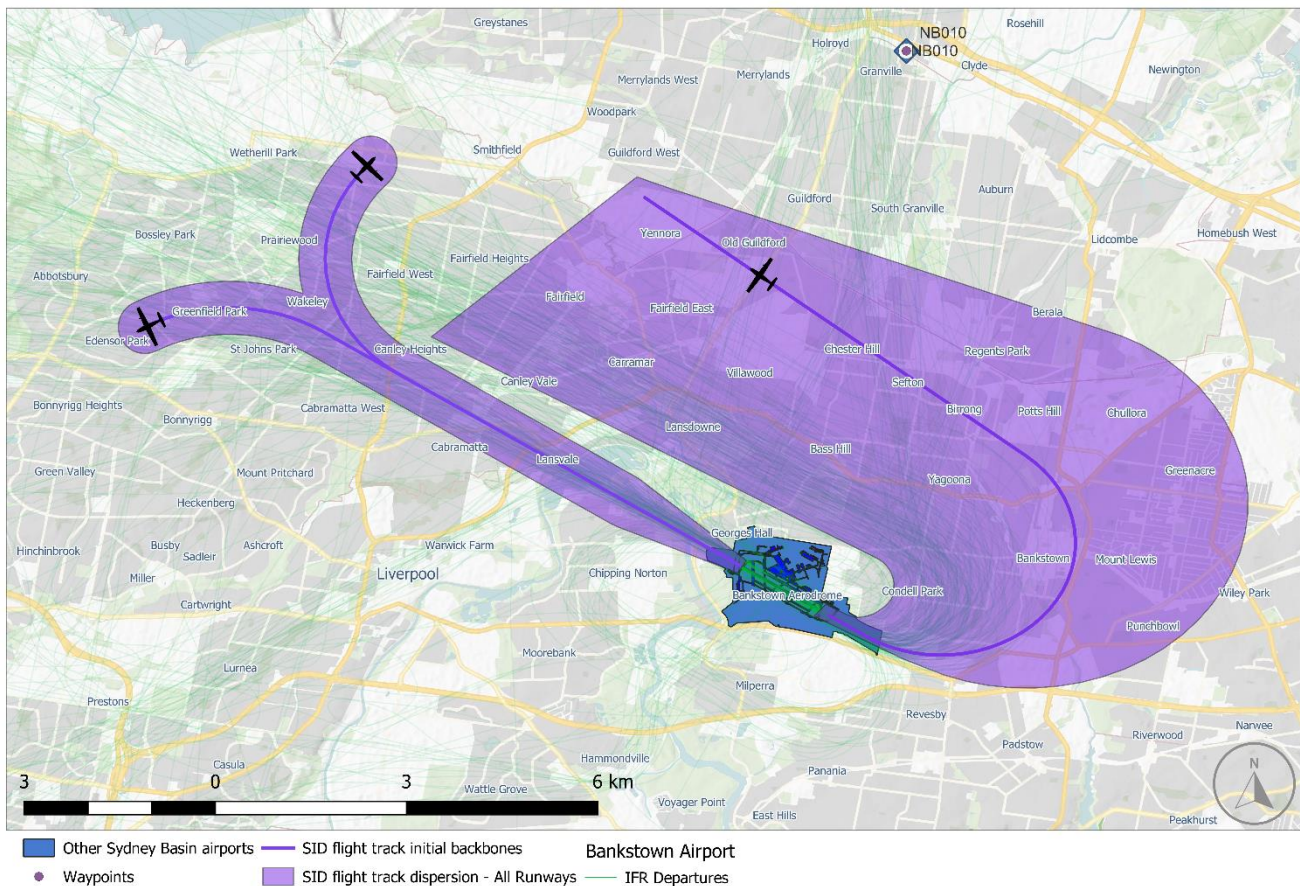 Greystanes
Rosehill
NB010
Holroyd
NB010
Clyde
Granville
Newington
Merrylands West
Merrylands
Woodpark
Wetherill Park
Smithfield
Guildford West
Auburn
Guildford
South Granville
Bossley Park
Prairiewood
Yennora
Old Guildford
Lidcombe
Homebush West
Abbotsbury
Fairfield West
Fairfield Heights
Fairfield
Fairfield East
Wakeley
Greenfield Park
Berala
Edensor Park
St Johns Park
Canley Heights
Chester Hill
Regents Park
Carramar
Villawood
Sefton
Canley Vale
Bonnyrigg Heights
Cabramatta West
Birrong
Potts Hill
Chullora
Bonnyrigg
Lansdowne
Cabramatta
Lansvale
Bass Hill
Green Valley
Mount Pritchard
Yagoona
Greenacre
Heckenberg
Georges Hall
Hinchinbrook
Busby
Sadleir
Ashcroft
Warwick Farm
Bankstown
Mount Lewis
Miller
Liverpool
Chipping Norton
Bankstown Aerodrome
Condell Park
Wiley Park
Cartwright
Punchbowl
Moorebank
Lurnea
Milperra
Prestons
Revesby
Narwee
Riverwood
Padstow
Hammondville
Casula
Panania
N
3 0 3 6 km
Wattle Grove
Voyager Point
East Hills
Peakhurst
Other Sydney Basin airports
SID flight track initial backbones
Bankstown Airport
Waypoints
SID flight track dispersion - All Runways
IFR Departures